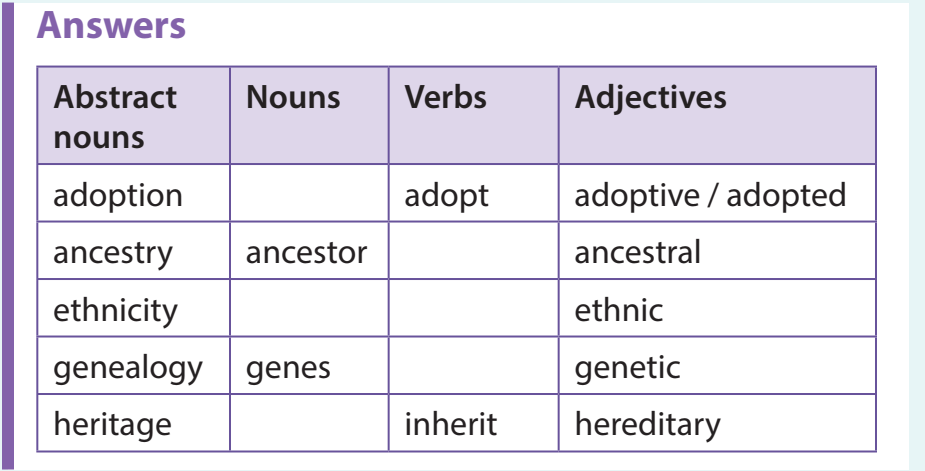 Answers
Abstract nouns Nouns Verbs Adjectives
adoption adopt adoptive / adopted
ancestry ancestor ancestral
ethnicity ethnic
genealogy genes genetic
heritage inherit hereditary